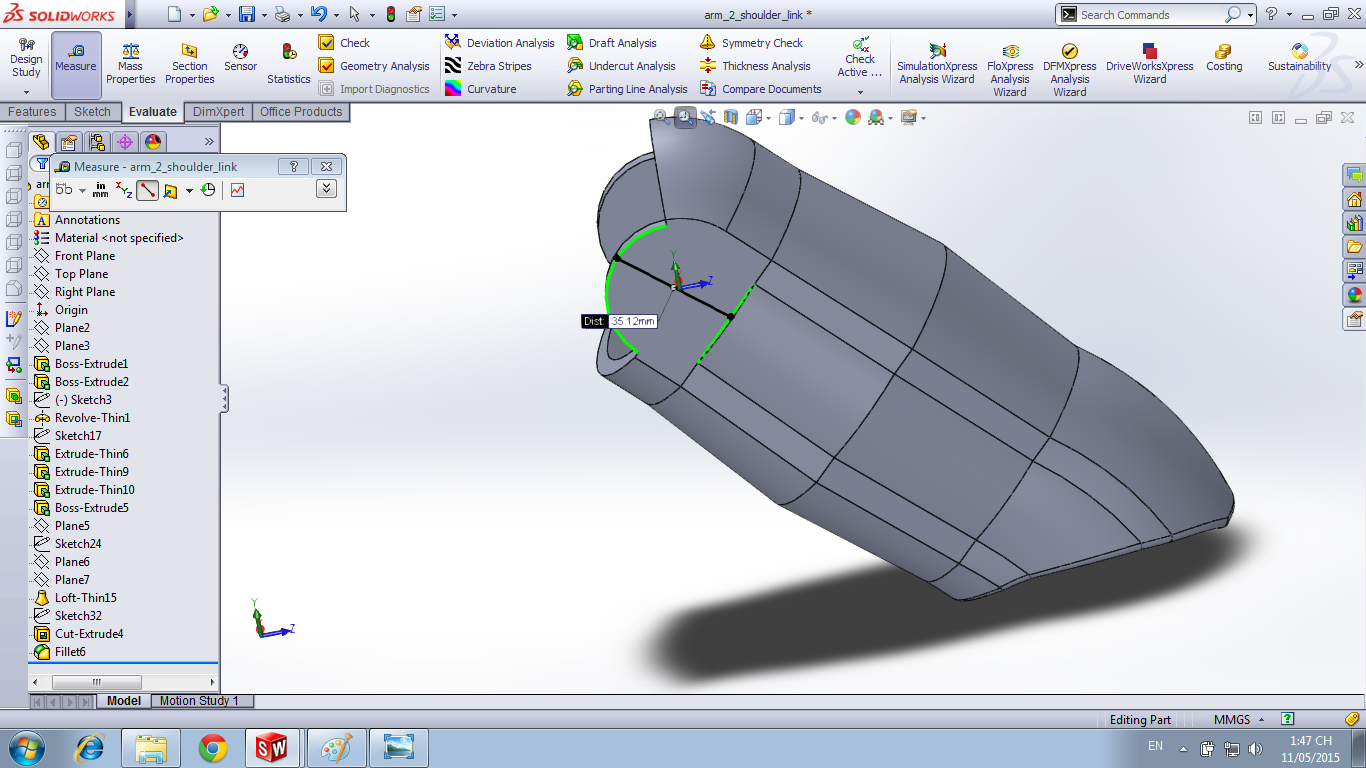 SOLIDWORKS
arm_2_shoulder_link *
Search Commands
Design Study
Measure
Mass Properties
Section Properties
Sensor
Statistics
Check
Geometry Analysis
Import Diagnostics
Deviation Analysis
Zebra Stripes
Curvature
Draft Analysis
Undercut Analysis
Parting Line Analysis
Symmetry Check
Thickness Analysis
Compare Documents
Check Active ...
SimulationXpress Analysis Wizard
FloXpress Analysis Wizard
DFMXpress Analysis Wizard
DriveWorksXpress Wizard
Costing
Sustainability
Features
Sketch
Evaluate
DimXpert
Office Products
Measure - arm_2_shoulder_link
in
mm
XYZ
arm
Annotations
Material <not specified>
Front Plane
Top Plane
Right Plane
Origin
Plane2
Plane3
Boss-Extrude1
Boss-Extrude2
(-) Sketch3
Revolve-Thin1
Sketch17
Extrude-Thin6
Extrude-Thin9
Extrude-Thin10
Boss-Extrude5
Plane5
Sketch24
Plane6
Plane7
Loft-Thin15
Sketch32
Cut-Extrude4
Fillet6
Y
Z
Dist: 35.12mm
Y
Z
Model
Motion Study 1
Editing Part
MMGS
EN
1:47 CH
11/05/2015